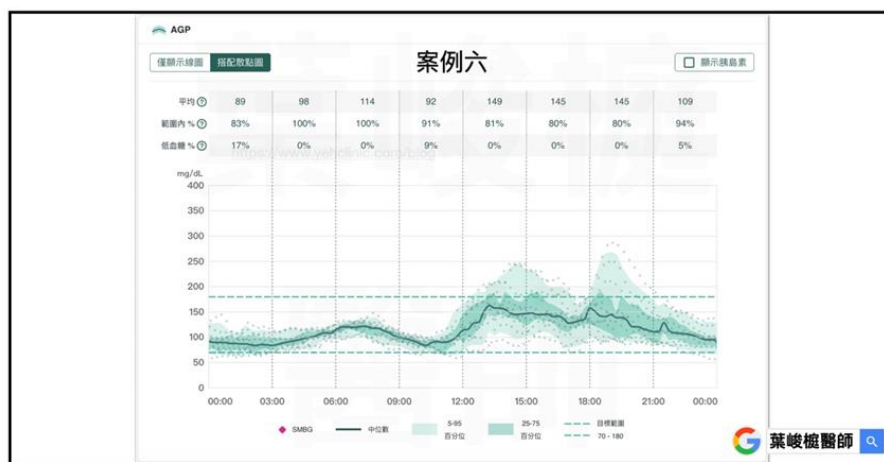 AGP
僅顯示線圖 搭配散點圖
案例六
顯示胰島素
平均 89 98 114 92 149 145 145 109
範圍內 % 83% 100% 100% 91% 81% 80% 80% 94%
低血糖 % 17% 0% 0% 9% 0% 0% 0% 5%
https://www.yehclinic.com/blog
mg/dL
400
350
300
250
200
150
100
50
0
00:00 03:00 06:00 09:00 12:00 15:00 18:00 21:00 00:00
SMBG 中位數 5-95 百分位 25-75 百分位 目標範圍 70 - 180
葉峻榳醫師